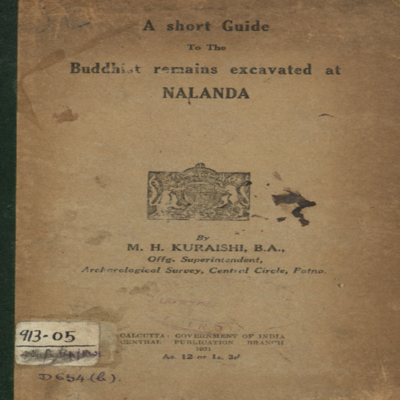 A short Guide
To The
Buddhist remains excavated at
NALANDA
By
M. H. KURAISHI, B.A.,
Offg. Superintendent,
Archæological Survey, Central Circle, Patna.
CALCUTTA: GOVERNMENT OF INDIA
CENTRAL PUBLICATION BRANCH
1931
As. 12 or 1s. 3d
913-05
D654(b).